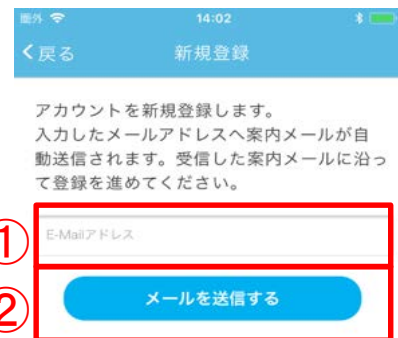 圏外 14:02
戻る 新規登録
アカウントを新規登録します。
入力したメールアドレスへ案内メールが自
動送信されます。受信した案内メールに沿っ
て登録を進めてください。
① E-Mailアドレス
② メールを送信する